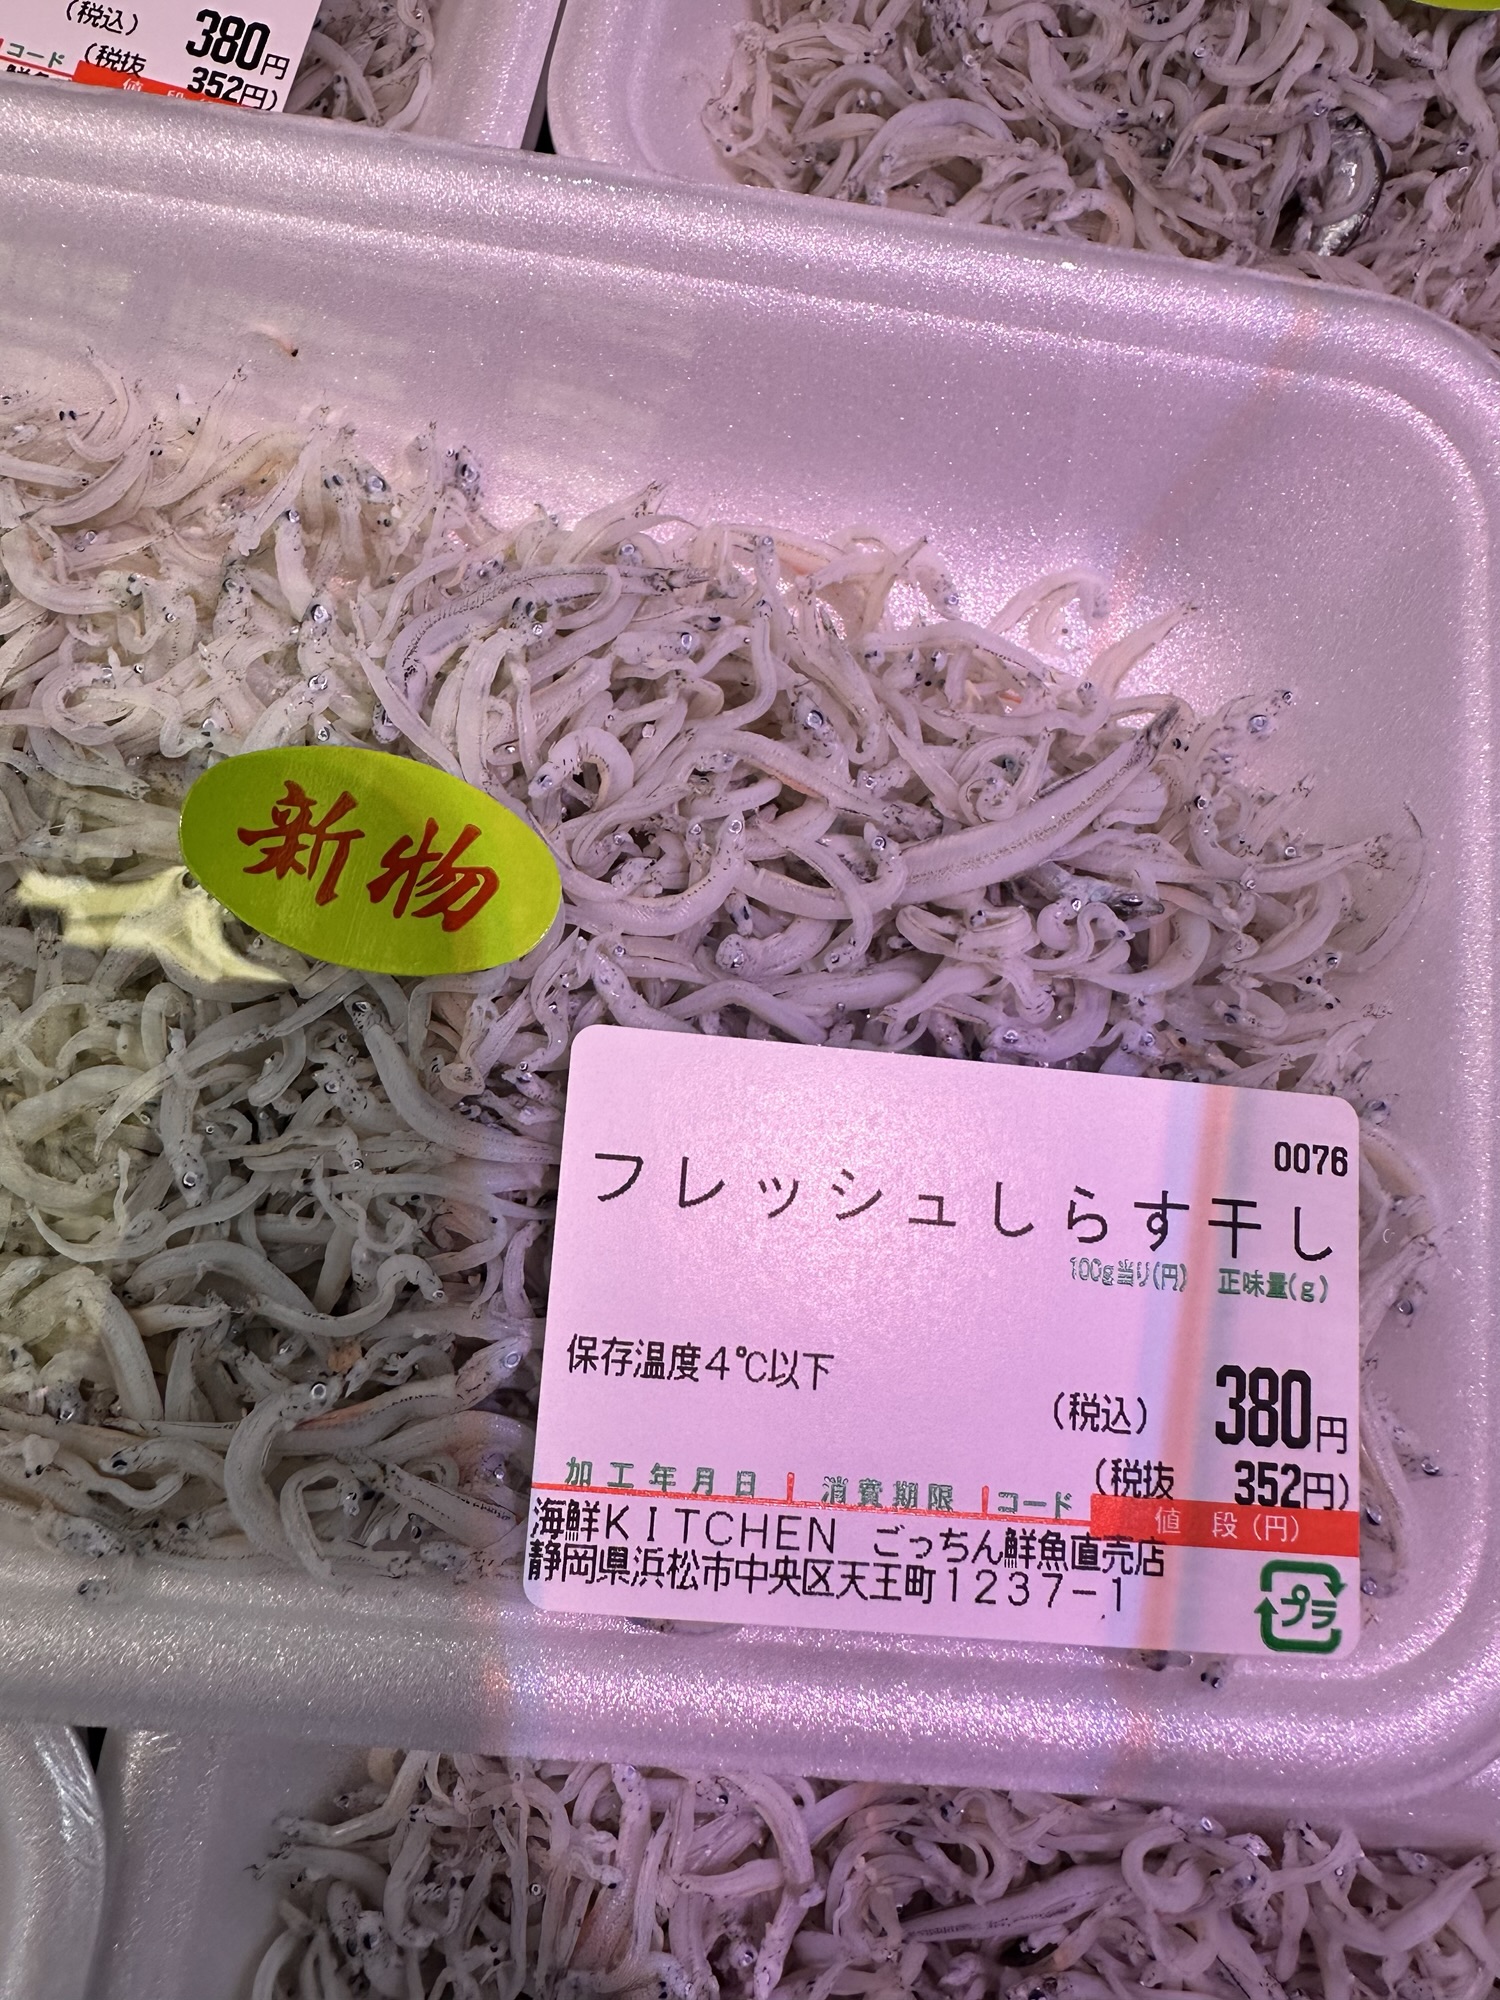 (税込) 380円
コード (税抜 352円)
新物
0076
フレッシュしらす干し
100g当り(円) 正味量(g)
保存温度4℃以下
(税込) 380円
(税抜 352円)
加工年月日 消費期限 コード
値段(円)
海鮮KITCHEN ごっちん鮮魚直売店
静岡県浜松市中央区天王町1237-1
プラ